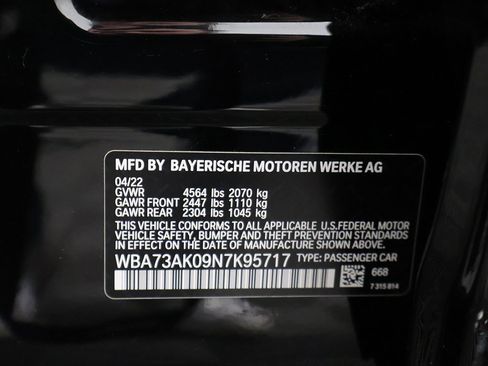 MFD BY BAYERISCHE MOTOREN WERKE AG
04/22
GVWR 4564 lbs 2070 kg
GAWR FRONT 2447 lbs 1110 kg
GAWR REAR 2304 lbs 1045 kg
THIS VEHICLE CONFORMS TO ALL APPLICABLE U.S.FEDERAL MOTOR
VEHICLE SAFETY, BUMPER AND THEFT PREVENTION STANDARDS
IN EFFECT ON THE DATE OF MANUFACTURE SHOWN ABOVE.
WBA73AK09N7K95717 TYPE: PASSENGER CAR
668
7 315 814